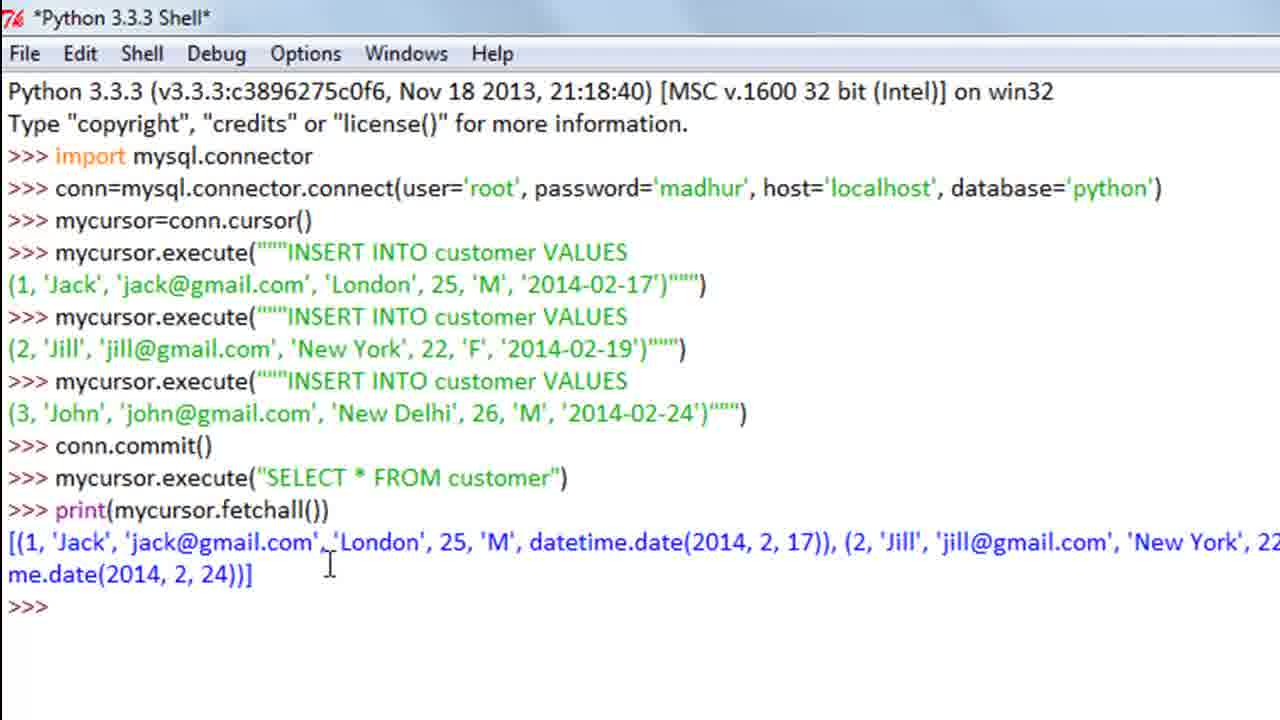 *Python 3.3.3 Shell*
File Edit Shell Debug Options Windows Help
Python 3.3.3 (v3.3.3:c3896275c0f6, Nov 18 2013, 21:18:40) [MSC v.1600 32 bit (Intel)] on win32
Type "copyright", "credits" or "license()" for more information.
>>> import mysql.connector
>>> conn=mysql.connector.connect(user='root', password='madhur', host='localhost', database='python')
>>> mycursor=conn.cursor()
>>> mycursor.execute("""INSERT INTO customer VALUES
(1, 'Jack', 'jack@gmail.com', 'London', 25, 'M', '2014-02-17')""")
>>> mycursor.execute("""INSERT INTO customer VALUES
(2, 'Jill', 'jill@gmail.com', 'New York', 22, 'F', '2014-02-19')""")
>>> mycursor.execute("""INSERT INTO customer VALUES
(3, 'John', 'john@gmail.com', 'New Delhi', 26, 'M', '2014-02-24')""")
>>> conn.commit()
>>> mycursor.execute("SELECT * FROM customer")
>>> print(mycursor.fetchall())
[(1, 'Jack', 'jack@gmail.com', 'London', 25, 'M', datetime.date(2014, 2, 17)), (2, 'Jill', 'jill@gmail.com', 'New York', 22
me.date(2014, 2, 24))]
>>>